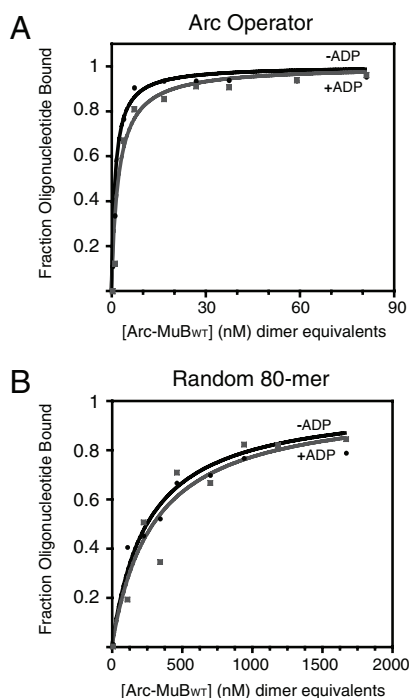 A
Arc Operator
Fraction Oligonucleotide Bound
1
0.8
0.6
0.4
0.2
-ADP
+ADP
0
30
60
90
[Arc-MuBWT] (nM) dimer equivalents
B
Random 80-mer
Fraction Oligonucleotide Bound
1
0.8
0.6
0.4
0.2
-ADP
+ADP
0
500
1000
1500
2000
[Arc-MuBWT] (nM) dimer equivalents